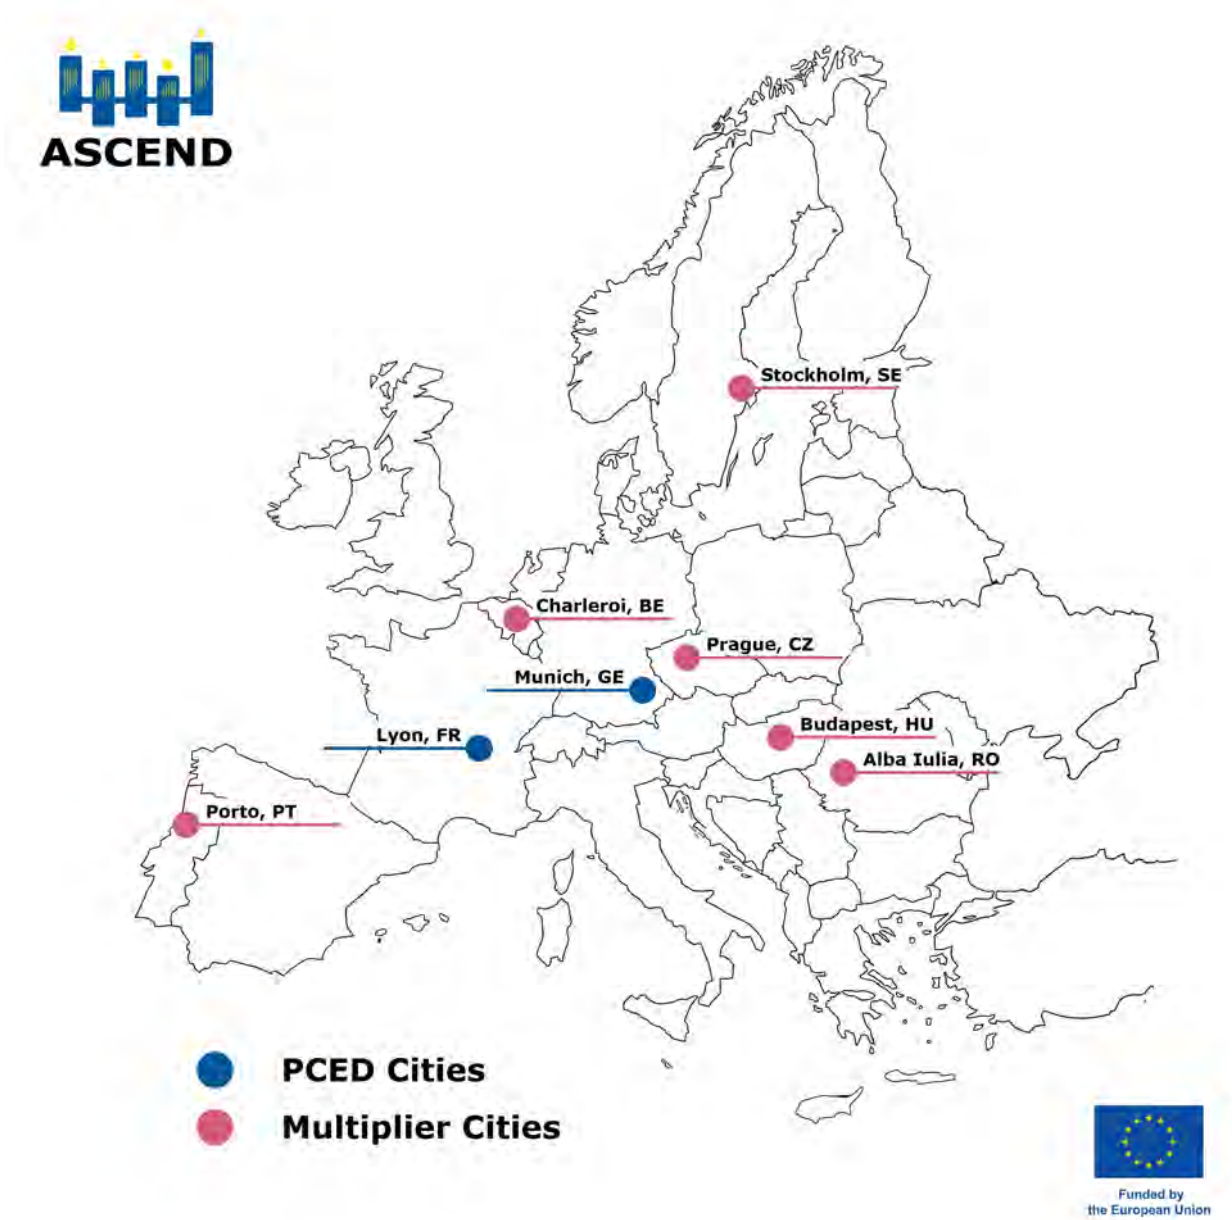 ASCEND
Stockholm, SE
Charleroi, BE
Prague, CZ
Munich, GE
Budapest, HU
Lyon, FR
Alba Iulia, RO
Porto, PT
PCED Cities
Multiplier Cities
Funded by
the European Union